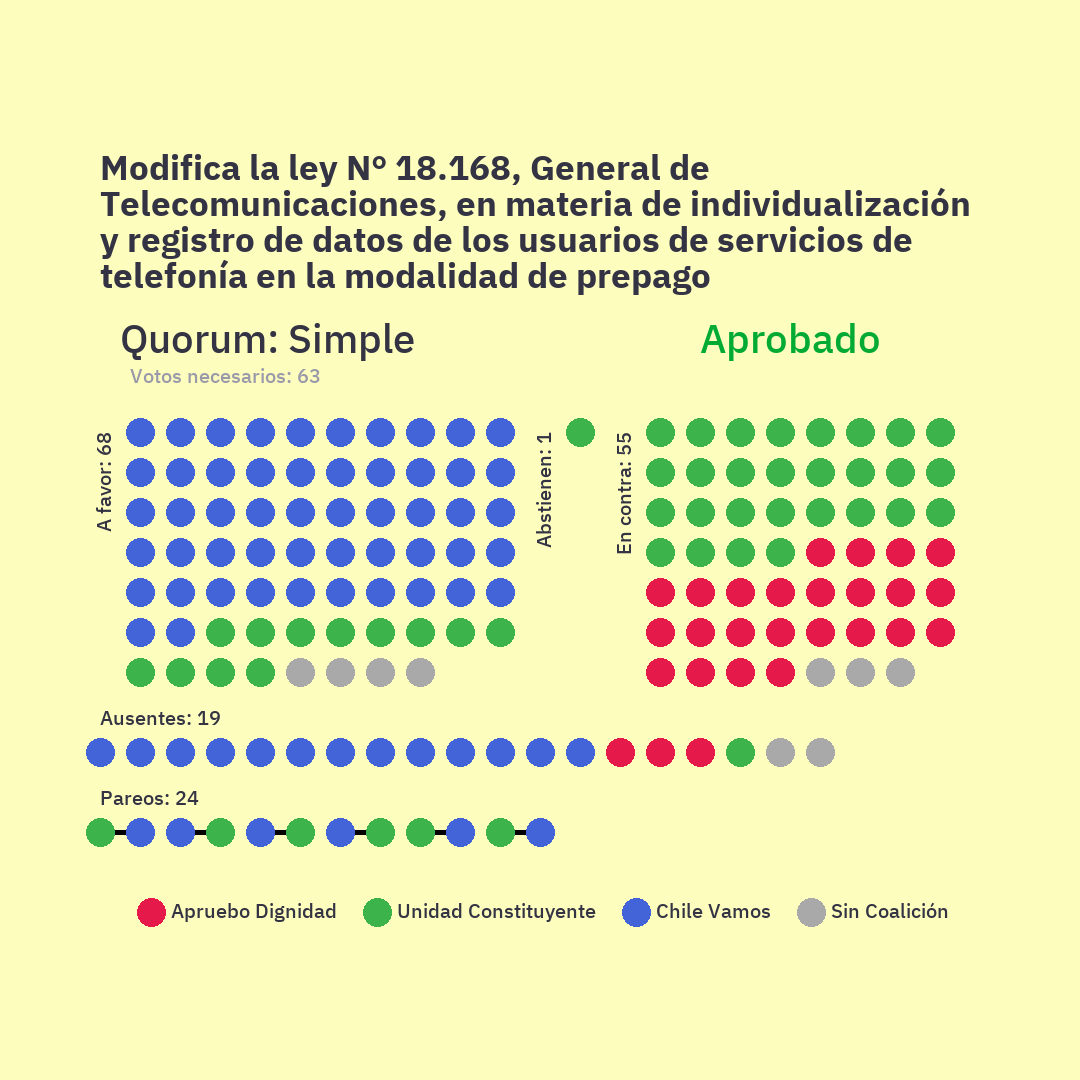 Modifica la ley N° 18.168, General de
Telecomunicaciones, en materia de individualización
y registro de datos de los usuarios de servicios de
telefonía en la modalidad de prepago
Quorum: Simple
Aprobado
Votos necesarios: 63
A favor: 68
Abstienen: 1
En contra: 55
Ausentes: 19
Pareos: 24
Apruebo Dignidad
Unidad Constituyente
Chile Vamos
Sin Coalición